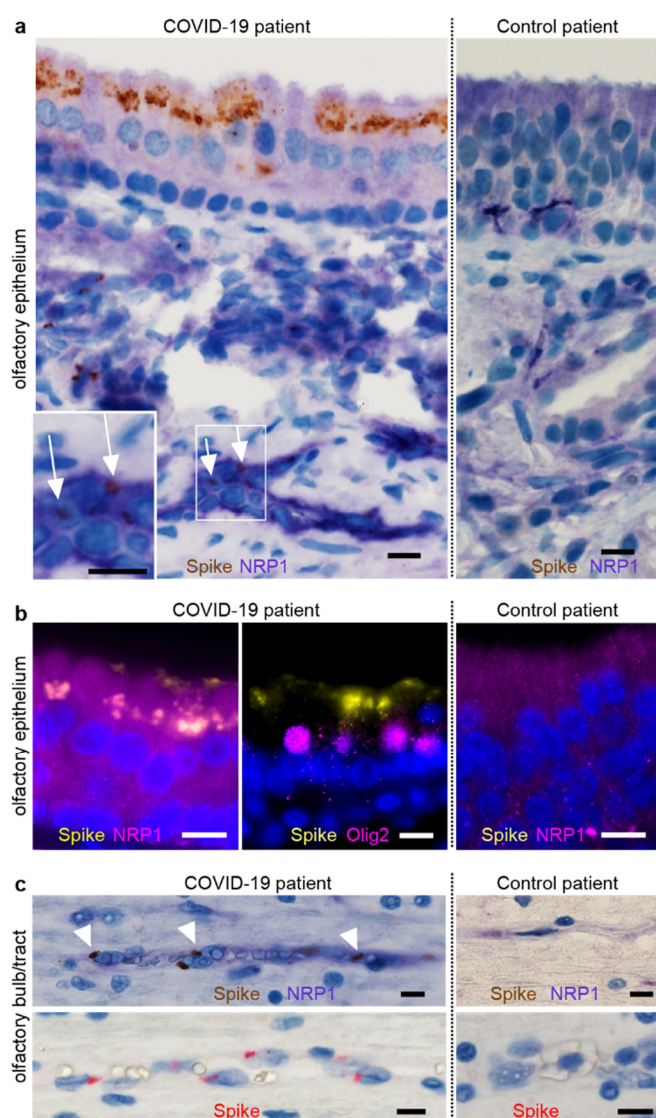 a
COVID-19 patient
Control patient
olfactory epithelium
Spike NRP1
Spike NRP1
b
COVID-19 patient
Control patient
olfactory epithelium
Spike NRP1
Spike Olig2
Spike NRP1
c
COVID-19 patient
Control patient
olfactory bulb/tract
Spike NRP1
Spike NRP1
Spike
Spike